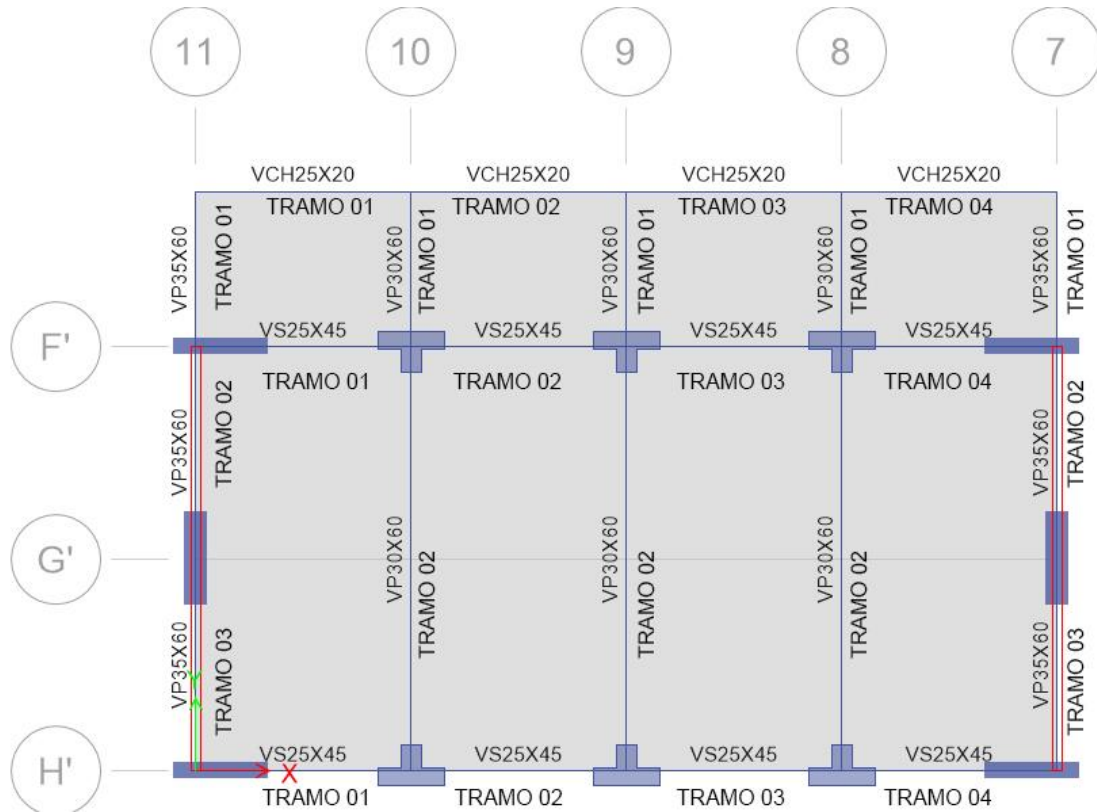 11 10 9 8 7
VCH25X20 VCH25X20 VCH25X20 VCH25X20
TRAMO 01 TRAMO 02 TRAMO 03 TRAMO 04
VP35X60 TRAMO 01 VP30X60 TRAMO 01 VP30X60 TRAMO 01 VP30X60 TRAMO 01 VP35X60 TRAMO 01
F' VS25X45 VS25X45 VS25X45 VS25X45
TRAMO 01 TRAMO 02 TRAMO 03 TRAMO 04
VP35X60 TRAMO 02 VP35X60 TRAMO 02
G'
VP30X60 TRAMO 02 VP30X60 TRAMO 02 VP30X60 TRAMO 02
VP35X60 TRAMO 03 VP35X60 TRAMO 03
Y
VS25X45 VS25X45 VS25X45 VS25X45
H' X
TRAMO 01 TRAMO 02 TRAMO 03 TRAMO 04